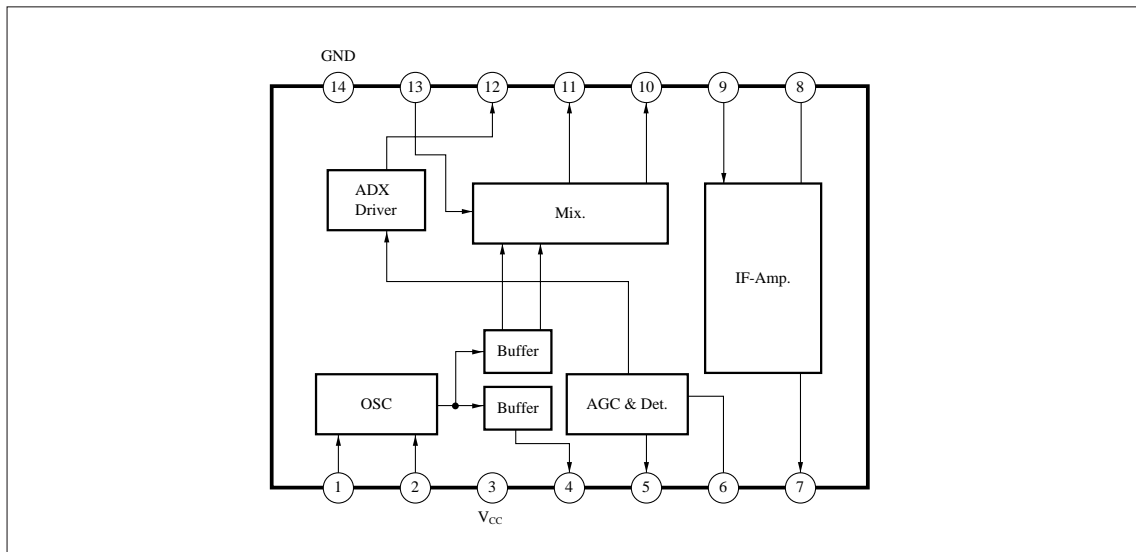 GND
14
13
12
11
10
9
8
ADX
Driver
Mix.
IF-Amp.
Buffer
OSC
Buffer
AGC & Det.
1
2
3
4
5
6
7
VCC